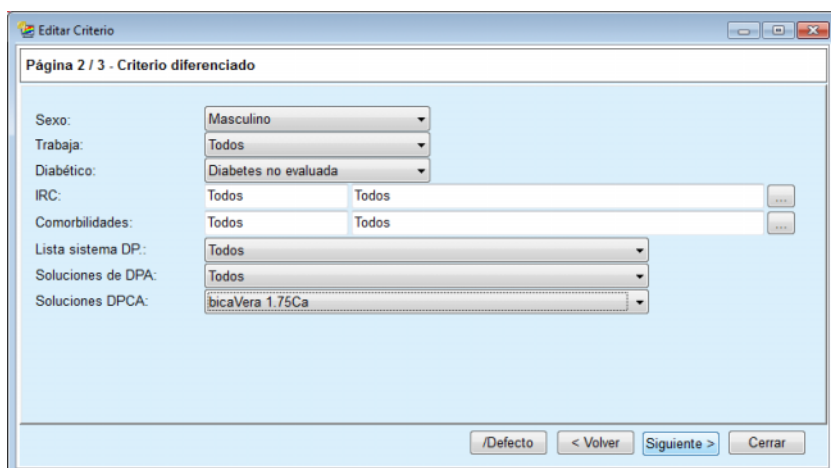 Editar Criterio
Página 2 / 3 - Criterio diferenciado
Sexo: Masculino
Trabaja: Todos
Diabético: Diabetes no evaluada
IRC: Todos Todos ...
Comorbilidades: Todos Todos ...
Lista sistema DP.: Todos
Soluciones de DPA: Todos
Soluciones DPCA: bicaVera 1.75Ca
/Defecto < Volver Siguiente > Cerrar